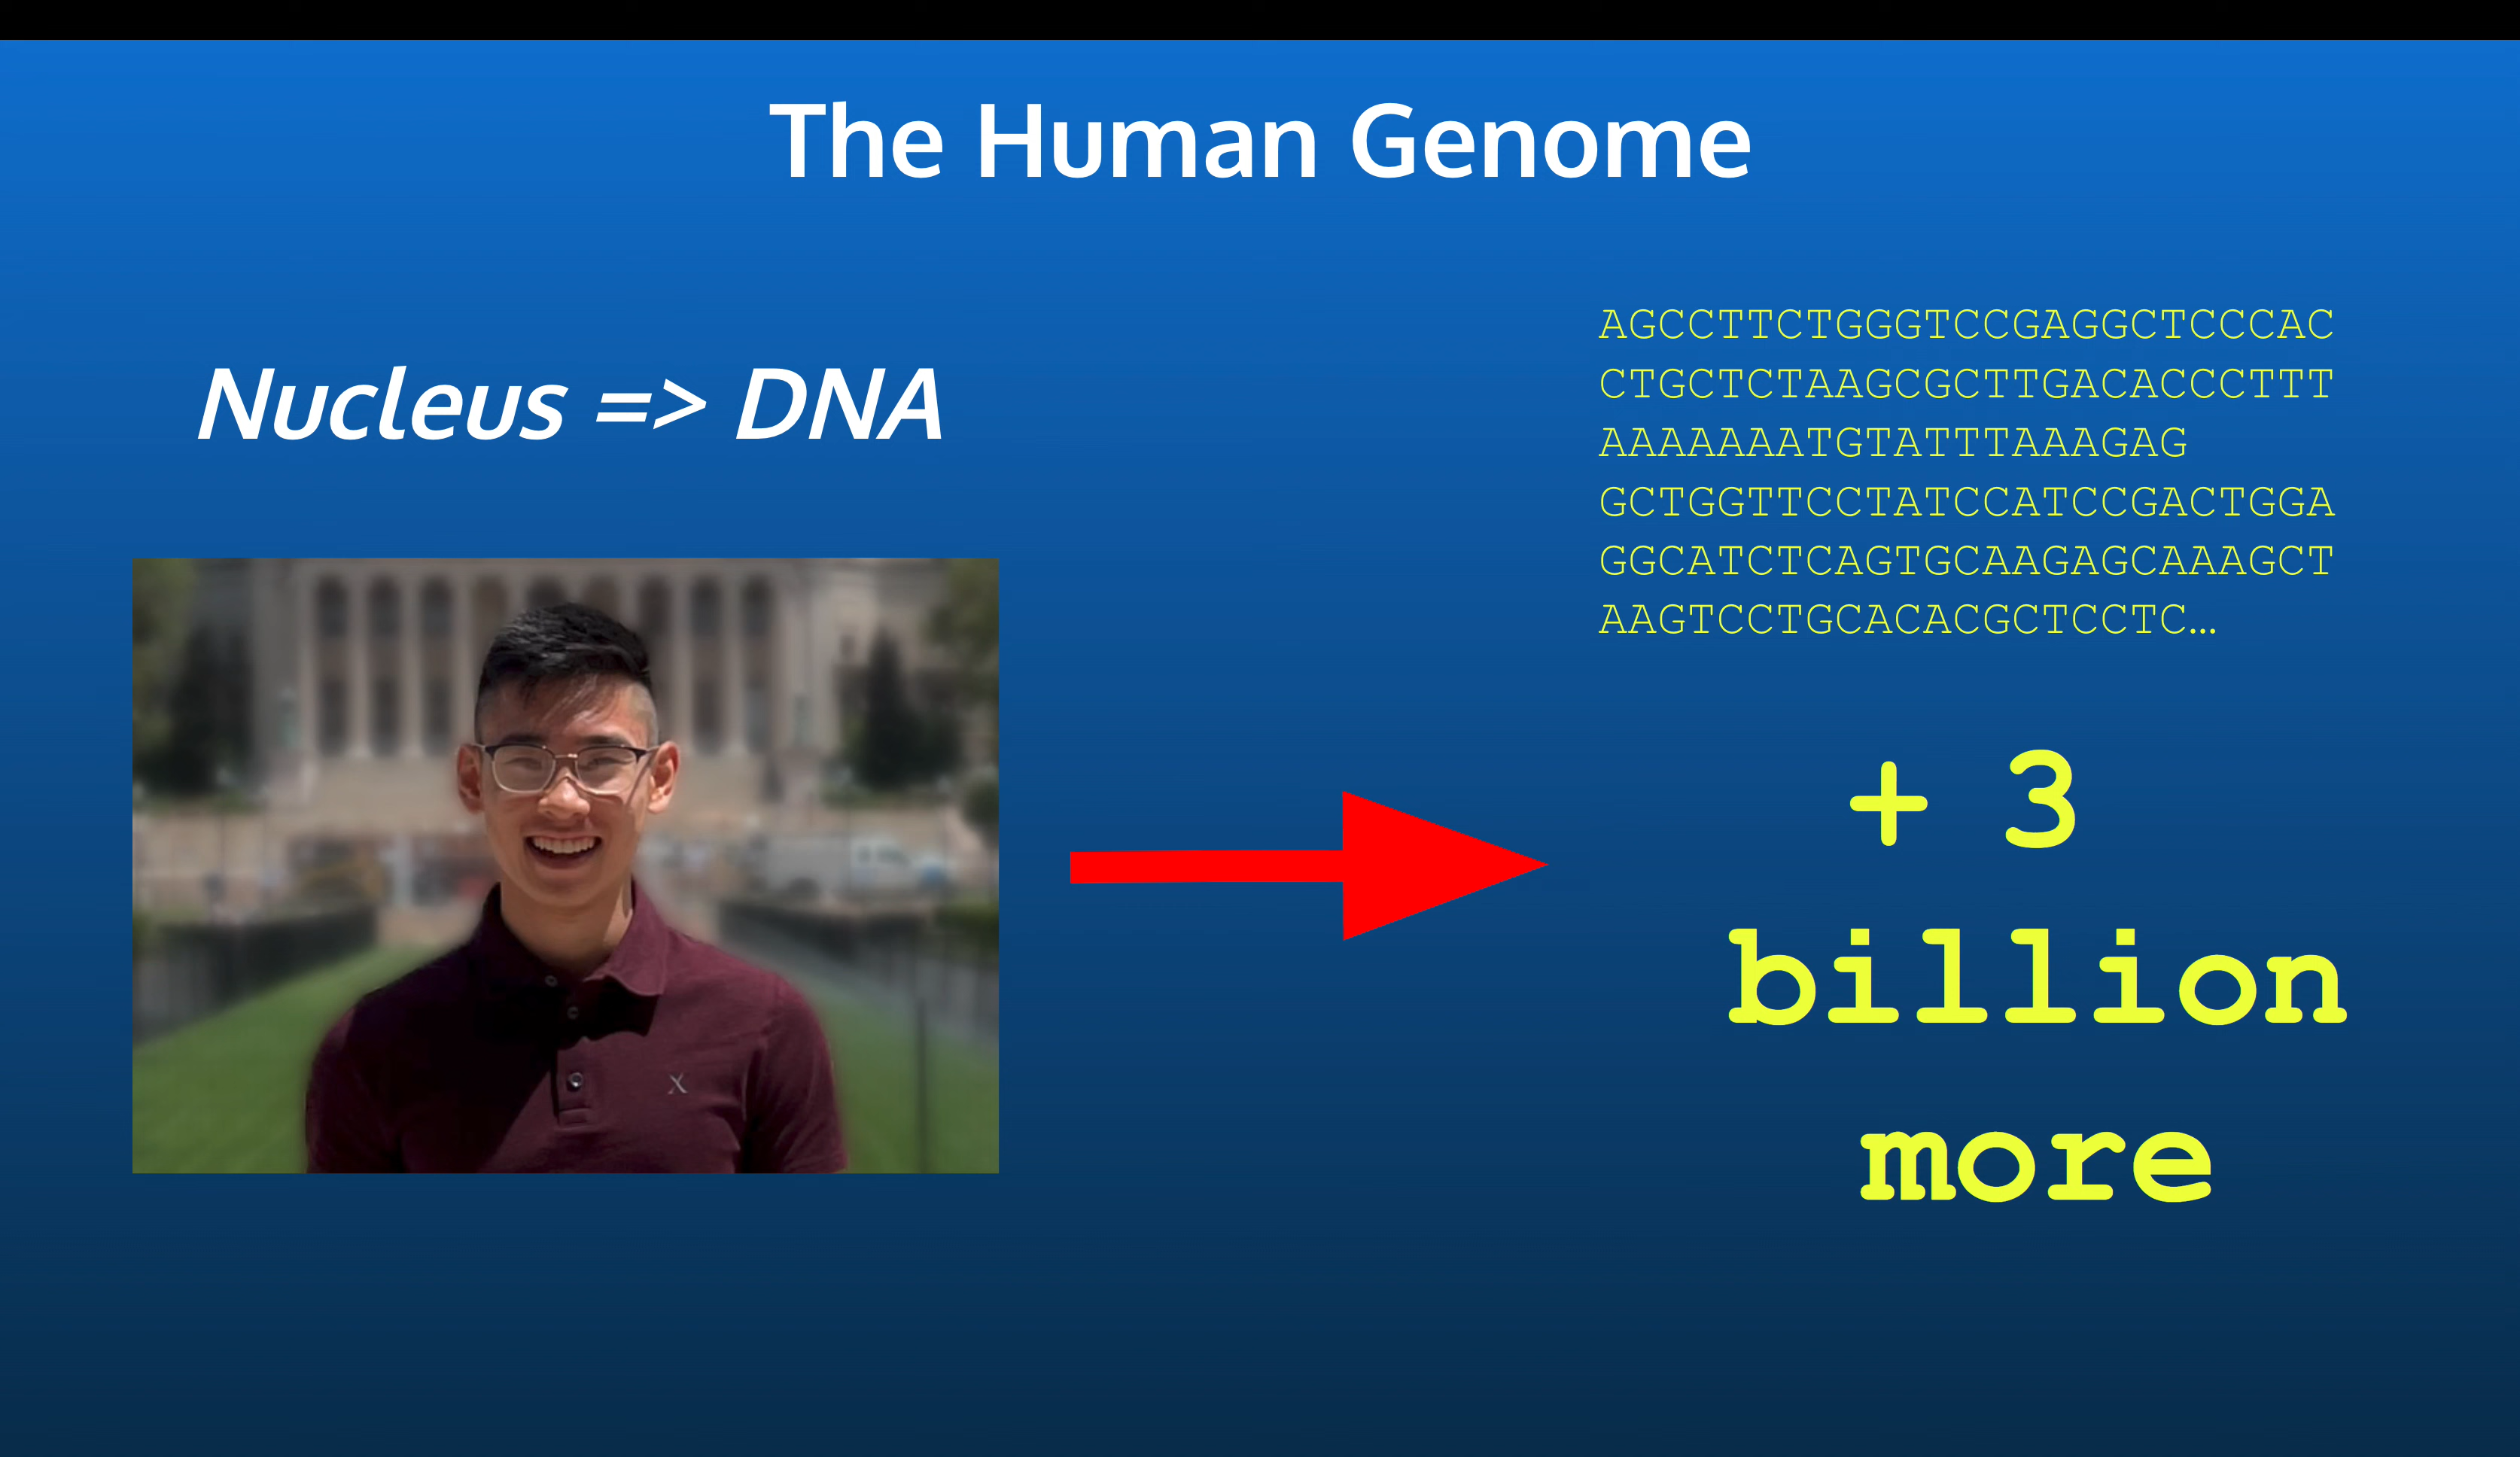 The Human Genome
Nucleus => DNA
AGCCTTCTGGGTCCGAGGCTCCCAC
CTGCTCTAAGCGCTTGACACCCTTT
AAAAAAATGTATTTAAAGAG
GCTGGTTCCTATCCATCCGACTGGA
GGCATCTCAGTGCAAGAGCAAAGCT
AAGTCCTGCACACGCTCCTC…
+ 3
billion
more
X